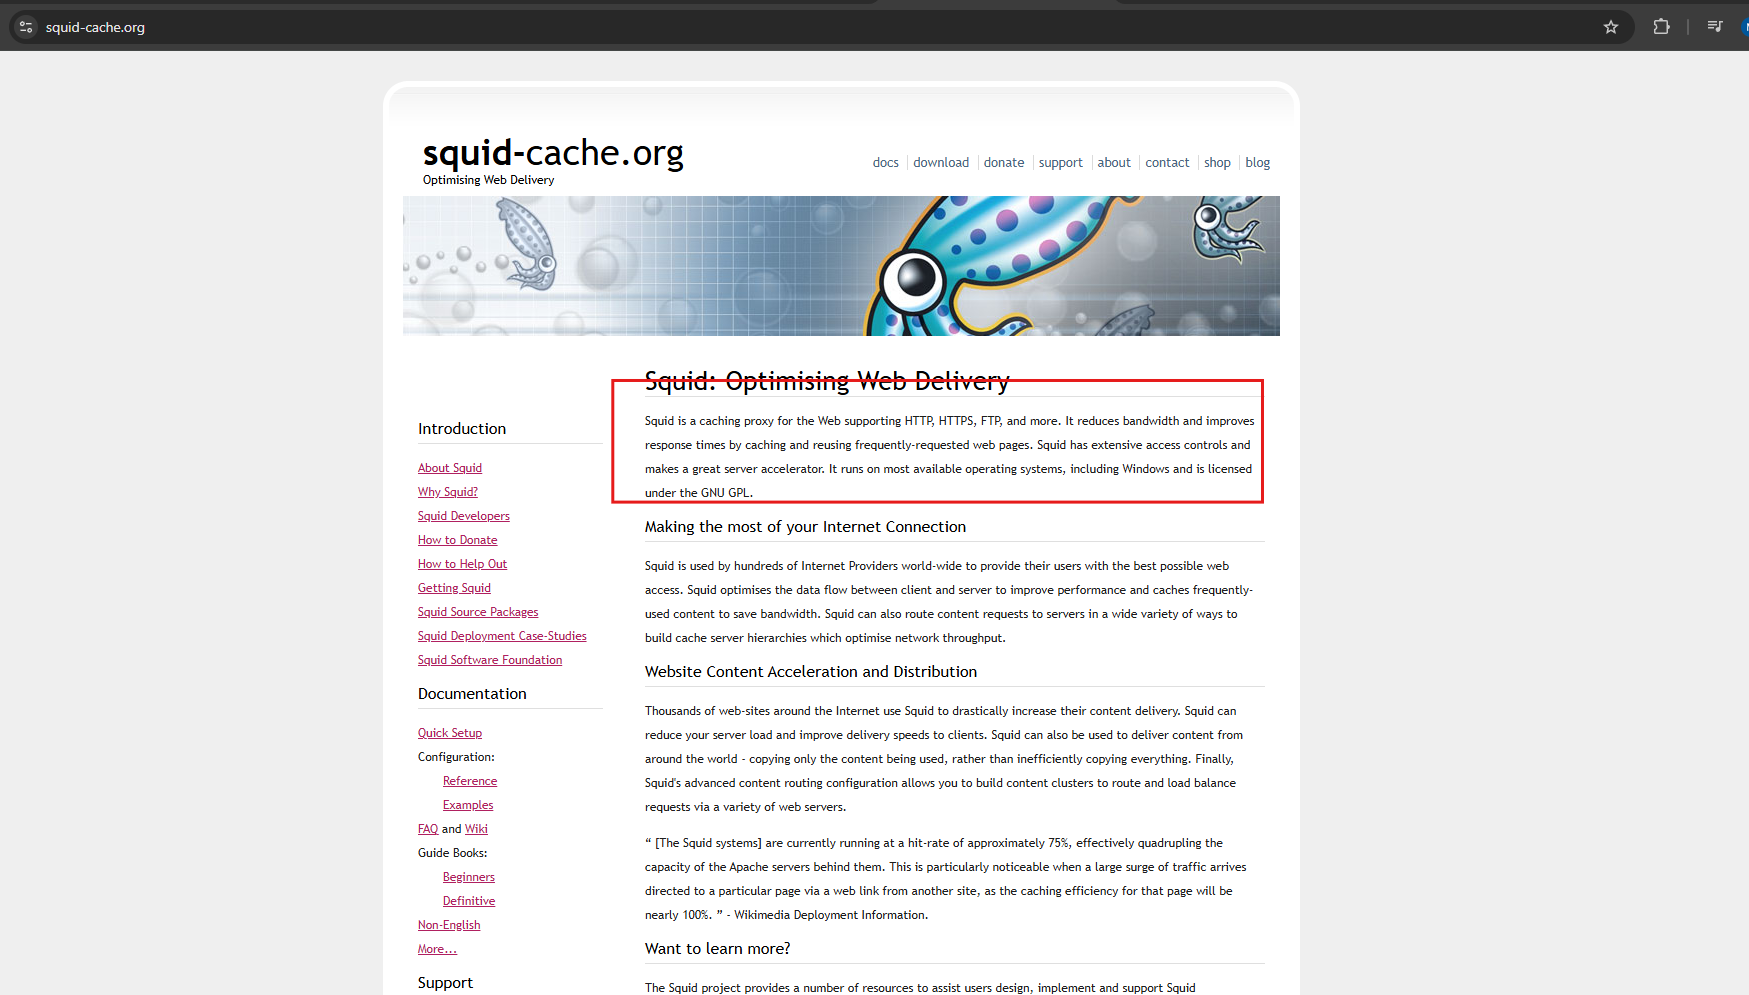 squid-cache.org
squid-cache.org
Optimising Web Delivery
docs download donate support about contact shop blog
Squid: Optimising Web Delivery
Squid is a caching proxy for the Web supporting HTTP, HTTPS, FTP, and more. It reduces bandwidth and improves
response times by caching and reusing frequently-requested web pages. Squid has extensive access controls and
makes a great server accelerator. It runs on most available operating systems, including Windows and is licensed
under the GNU GPL.
Making the most of your Internet Connection
Squid is used by hundreds of Internet Providers world-wide to provide their users with the best possible web
access. Squid optimises the data flow between client and server to improve performance and caches frequently-
used content to save bandwidth. Squid can also route content requests to servers in a wide variety of ways to
build cache server hierarchies which optimise network throughput.
Website Content Acceleration and Distribution
Thousands of web-sites around the Internet use Squid to drastically increase their content delivery. Squid can
reduce your server load and improve delivery speeds to clients. Squid can also be used to deliver content from
around the world - copying only the content being used, rather than inefficiently copying everything. Finally,
Squid's advanced content routing configuration allows you to build content clusters to route and load balance
requests via a variety of web servers.
“ [The Squid systems] are currently running at a hit-rate of approximately 75%, effectively quadrupling the
capacity of the Apache servers behind them. This is particularly noticeable when a large surge of traffic arrives
directed to a particular page via a web link from another site, as the caching efficiency for that page will be
nearly 100%. ” - Wikimedia Deployment Information.
Want to learn more?
The Squid project provides a number of resources to assist users design, implement and support Squid
Introduction
About Squid
Why Squid?
Squid Developers
How to Donate
How to Help Out
Getting Squid
Squid Source Packages
Squid Deployment Case-Studies
Squid Software Foundation
Documentation
Quick Setup
Configuration:
Reference
Examples
FAQ and Wiki
Guide Books:
Beginners
Definitive
Non-English
More...
Support